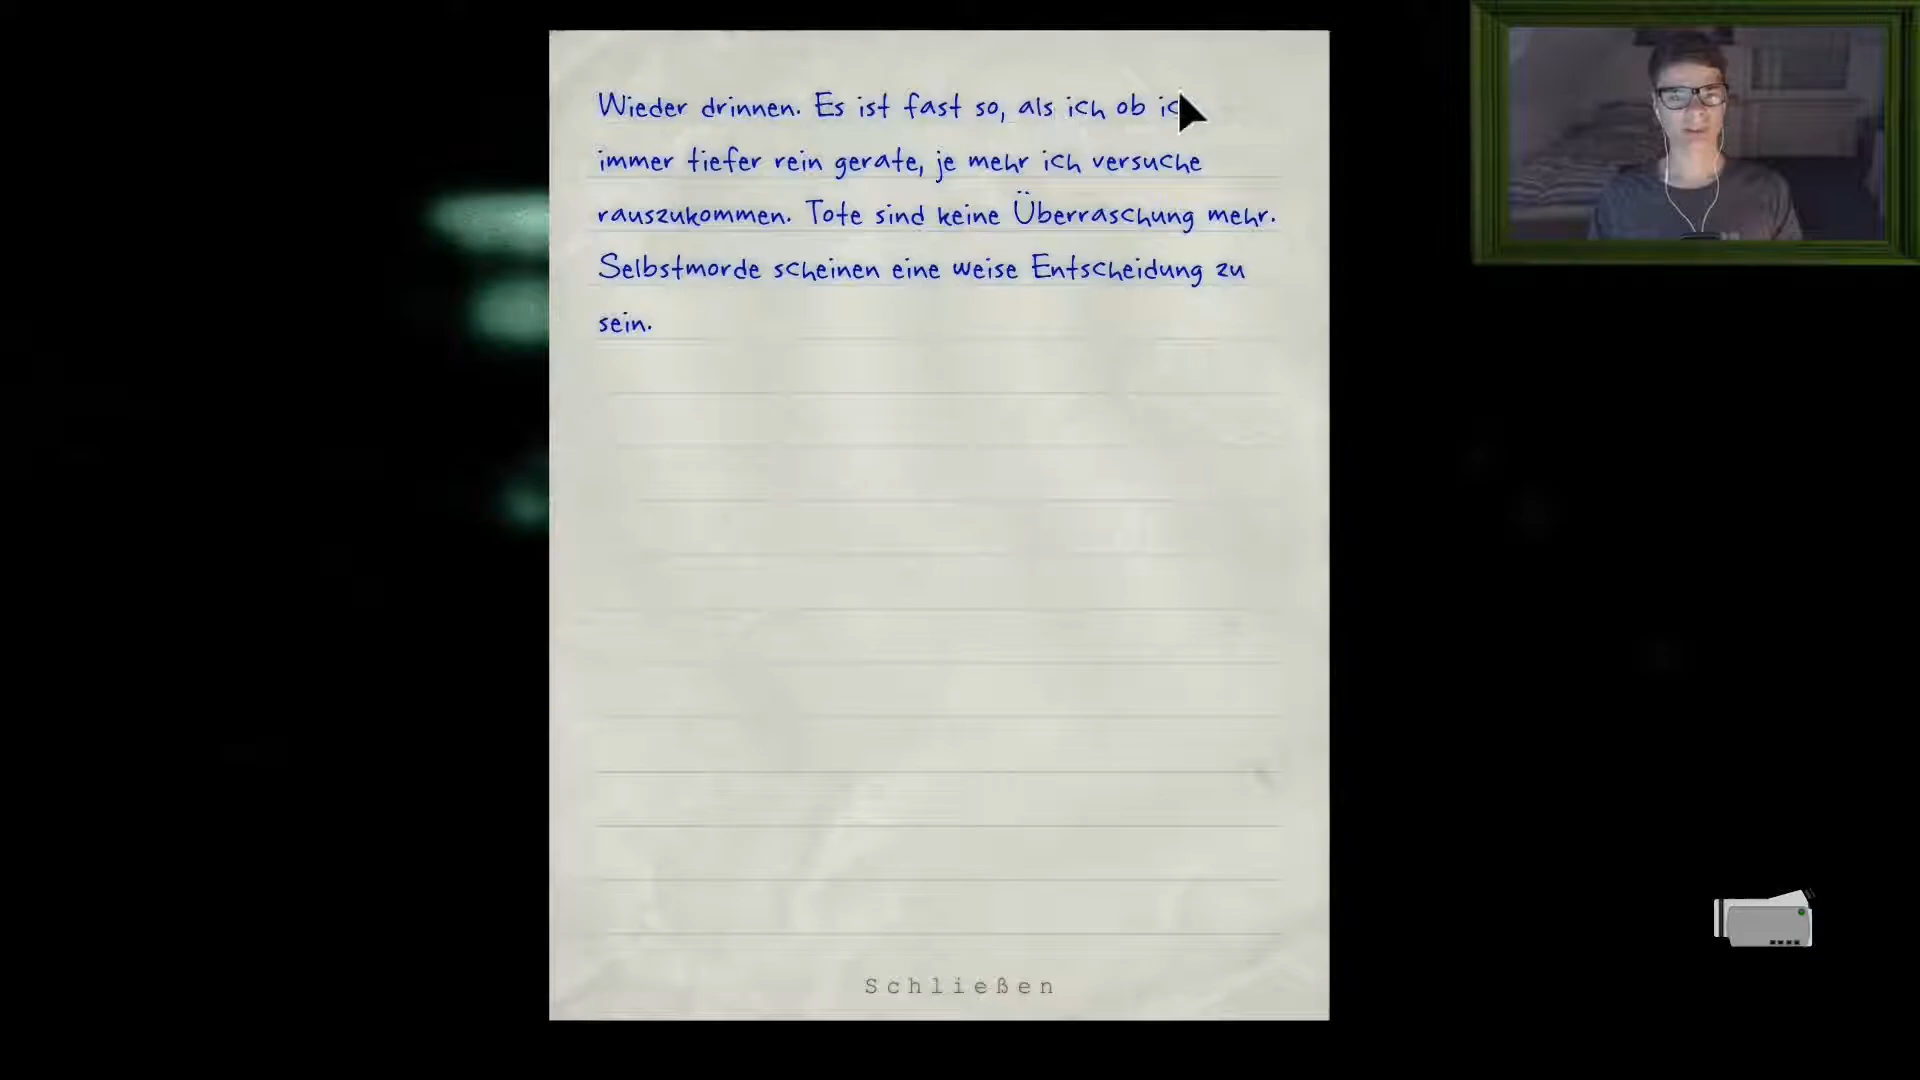 Wieder drinnen. Es ist fast so, als ich ob
immer tiefer rein gerate, je mehr ich versuche
rauszukommen. Tote sind keine Überraschung mehr.
Selbstmorde scheinen eine weise Entscheidung zu
sein.
Schließen